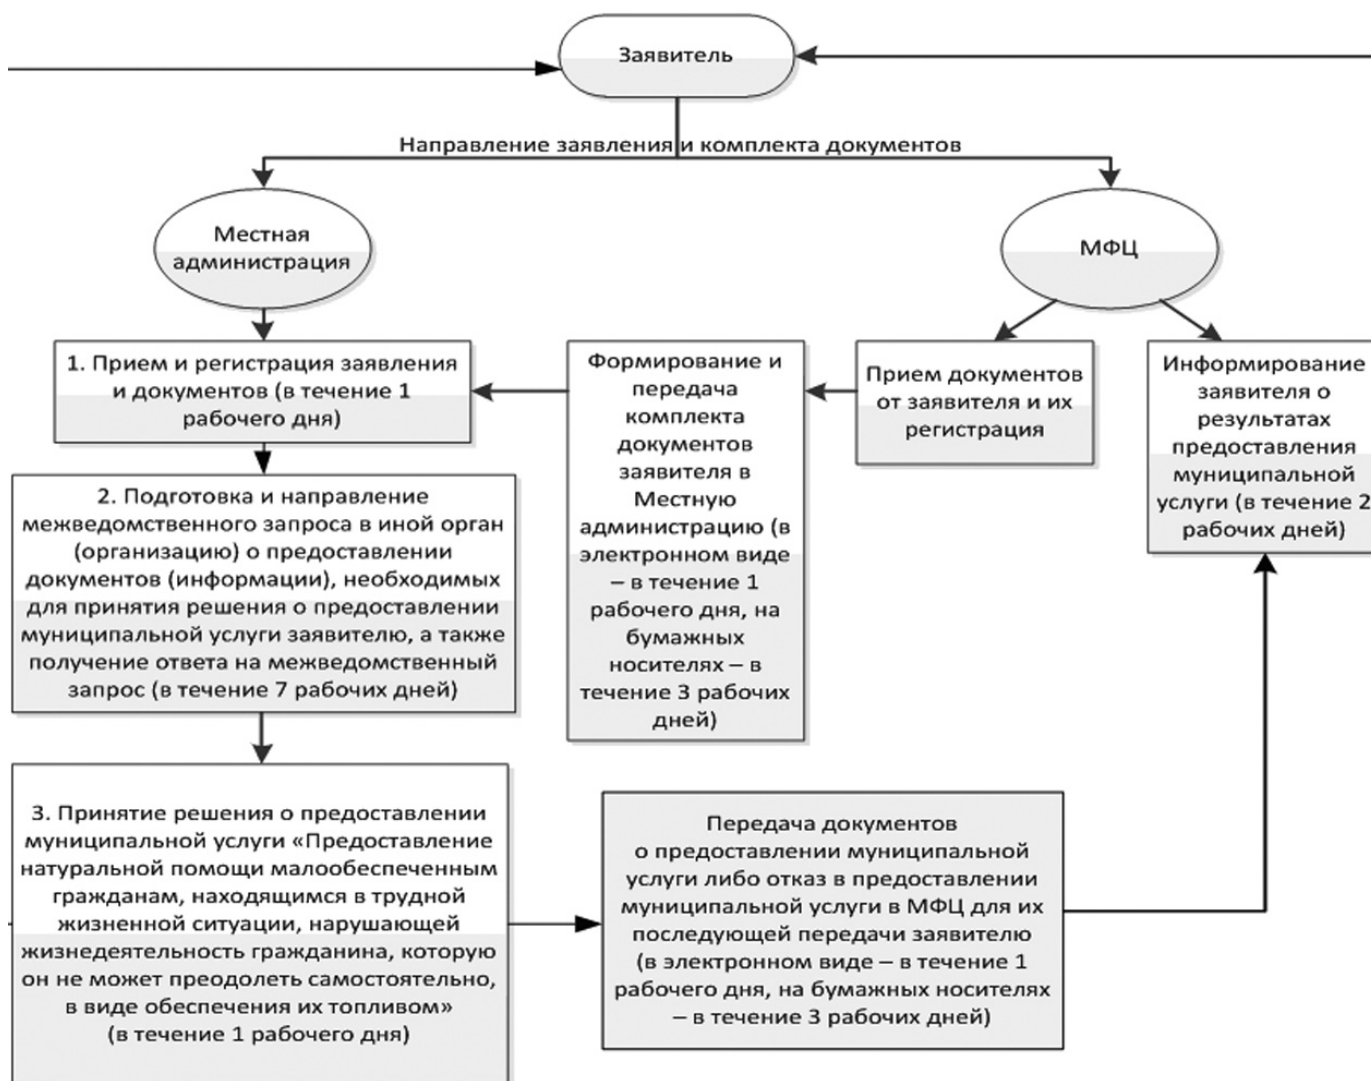 Заявитель
Направление заявления и комплекта документов
Местная
администрация
МФЦ
1. Прием и регистрация заявления
и документов (в течение 1
рабочего дня)
Формирование и
передача
комплекта
документов
заявителя в
Местную
администрацию (в
электронном виде
– в течение 1
рабочего дня, на
бумажных
носителях – в
течение 3 рабочих
дней)
Прием документов
от заявителя и их
регистрация
Информирование
заявителя о
результатах
предоставления
муниципальной
услуги (в течение 2
рабочих дней)
2. Подготовка и направление
межведомственного запроса в иной орган
(организацию) о предоставлении
документов (информации), необходимых
для принятия решения о предоставлении
муниципальной услуги заявителю, а также
получение ответа на межведомственный
запрос (в течение 7 рабочих дней)
3. Принятие решения о предоставлении
муниципальной услуги «Предоставление
натуральной помощи малообеспеченным
гражданам, находящимся в трудной
жизненной ситуации, нарушающей
жизнедеятельность гражданина, которую
он не может преодолеть самостоятельно,
в виде обеспечения их топливом»
(в течение 1 рабочего дня)
Передача документов
о предоставлении муниципальной
услуги либо отказ в предоставлении
муниципальной услуги в МФЦ для их
последующей передачи заявителю
(в электронном виде – в течение 1
рабочего дня, на бумажных носителях
– в течение 3 рабочих дней)